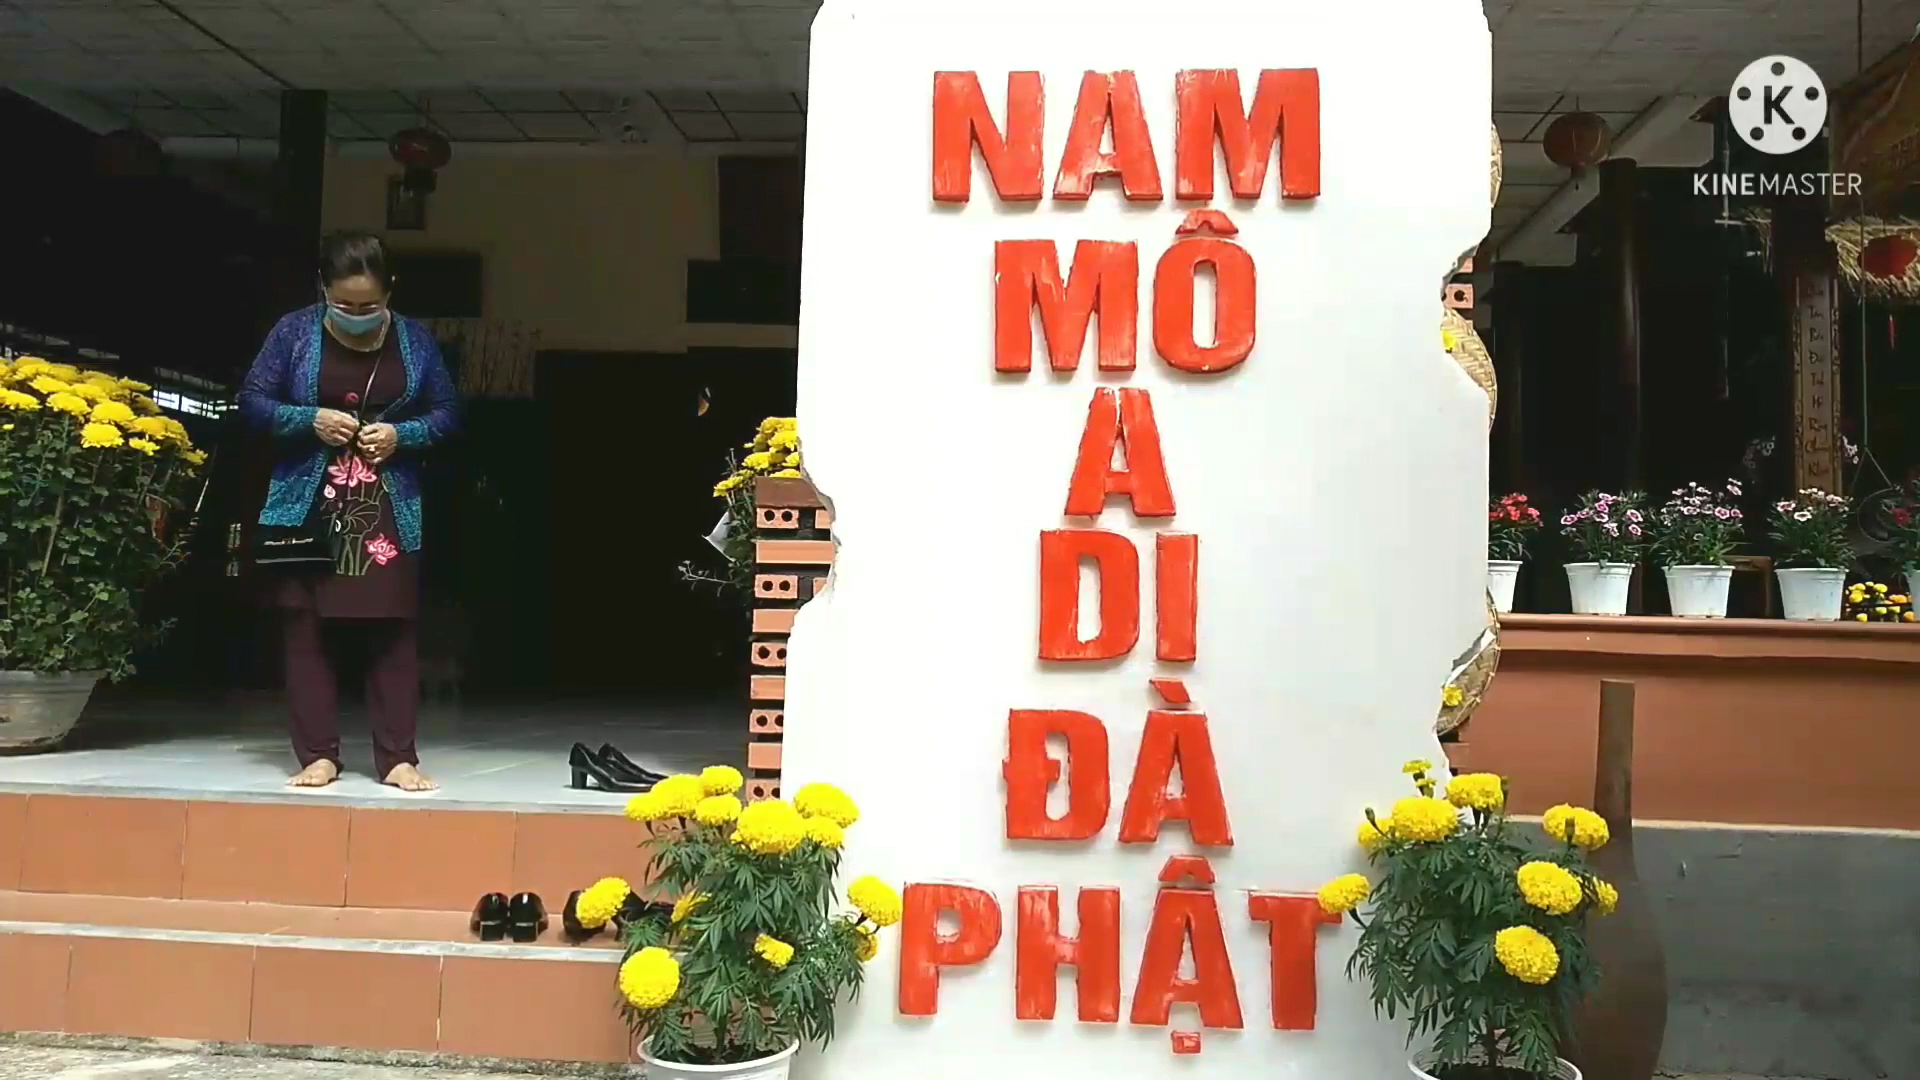 NAM
MÔ
A
DI
ĐÀ
PHẬT
K
KINEMASTER